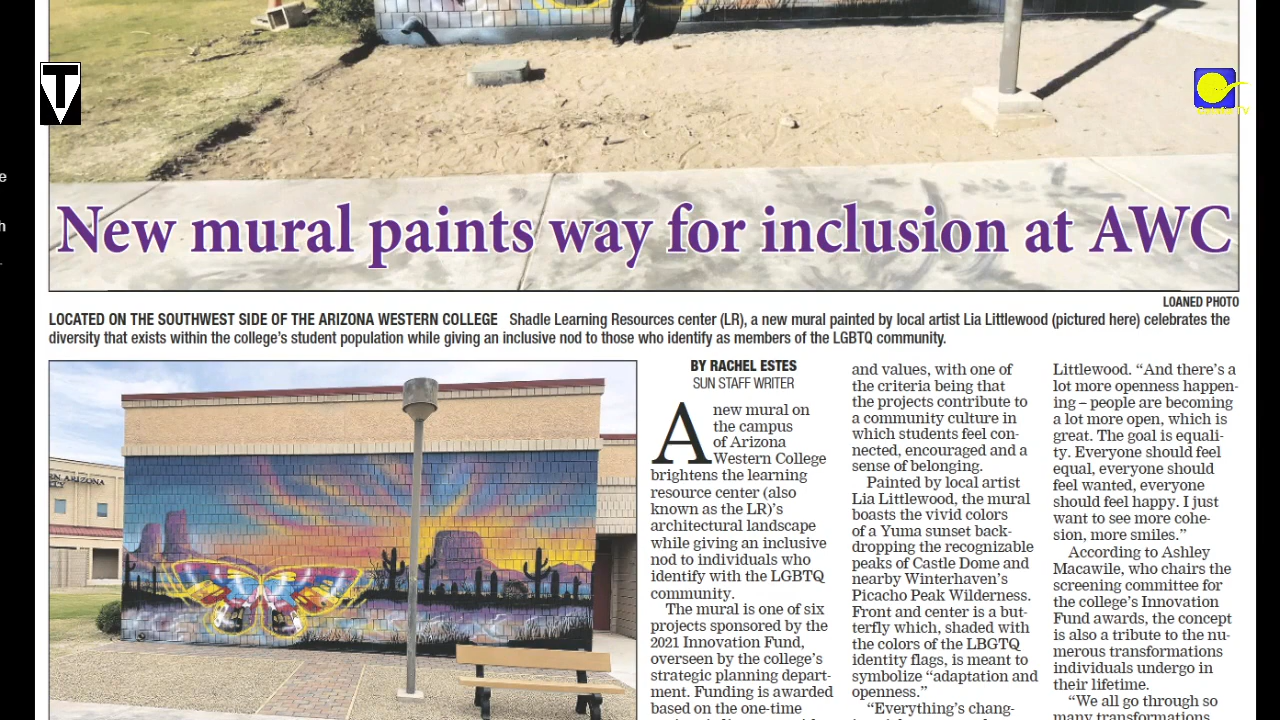 New mural paints way for inclusion at AWC
LOANED PHOTO
LOCATED ON THE SOUTHWEST SIDE OF THE ARIZONA WESTERN COLLEGE Shadle Learning Resources center (LR), a new mural painted by local artist Lia Littlewood (pictured here) celebrates the
diversity that exists within the college's student population while giving an inclusive nod to those who identify as members of the LGBTQ community.
BY RACHEL ESTES
SUN STAFF WRITER
A new mural on
the campus
of Arizona
Western College
brightens the learning
resource center (also
known as the LR)'s
architectural landscape
while giving an inclusive
nod to individuals who
identify with the LGBTQ
community.
The mural is one of six
projects sponsored by the
2021 Innovation Fund,
overseen by the college's
strategic planning depart-
ment. Funding is awarded
based on the one-time
and values, with one of
the criteria being that
the projects contribute to
a community culture in
which students feel con-
nected, encouraged and a
sense of belonging.
Painted by local artist
Lia Littlewood, the mural
boasts the vivid colors
of a Yuma sunset back-
dropping the recognizable
peaks of Castle Dome and
nearby Winterhaven's
Picacho Peak Wilderness.
Front and center is a but-
terfly which, shaded with
the colors of the LBGTQ
identity flags, is meant to
symbolize "adaptation and
openness."
"Everything's chang-
Littlewood. "And there's a
lot more openness happen-
ing – people are becoming
a lot more open, which is
great. The goal is equali-
ty. Everyone should feel
equal, everyone should
feel wanted, everyone
should feel happy. I just
want to see more cohe-
sion, more smiles."
According to Ashley
Macawile, who chairs the
screening committee for
the college's Innovation
Fund awards, the concept
is also a tribute to the nu-
merous transformations
individuals undergo in
their lifetime.
"We all go through so
many transformations
ARIZONA
T